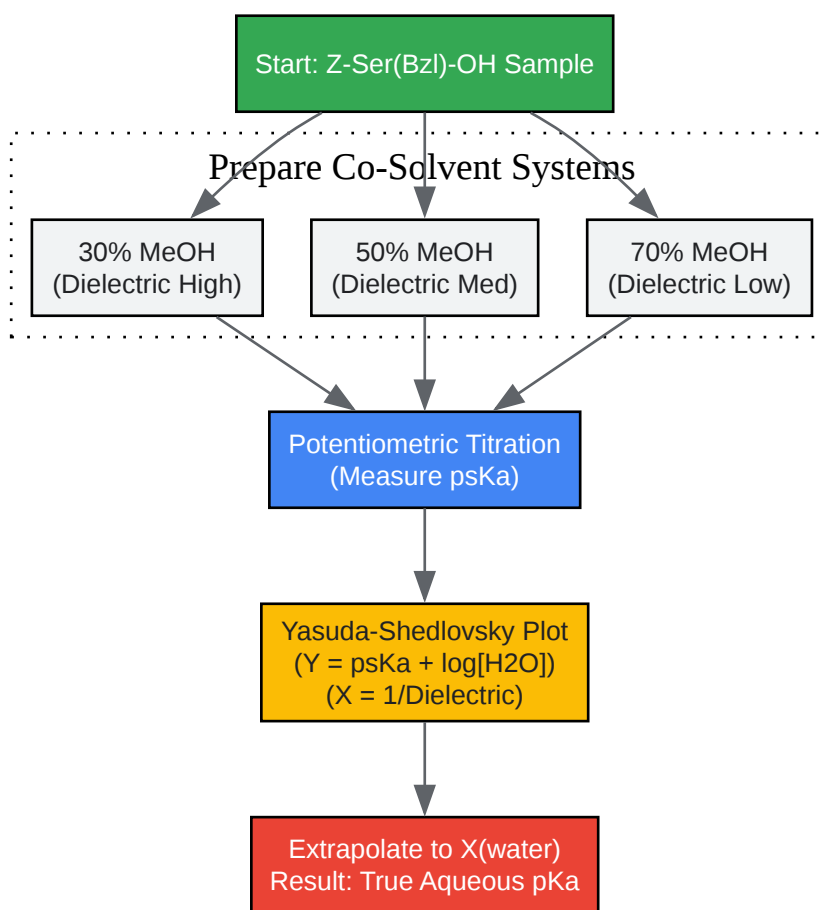 Start: Z-Ser(Bzl)-OH Sample
Prepare Co-Solvent Systems
30% MeOH
(Dielectric High)
50% MeOH
(Dielectric Med)
70% MeOH
(Dielectric Low)
Potentiometric Titration
(Measure psKa)
Yasuda-Shedlovsky Plot
(Y = psKa + log[H2O])
(X = 1/Dielectric)
Extrapolate to X(water)
Result: True Aqueous pKa